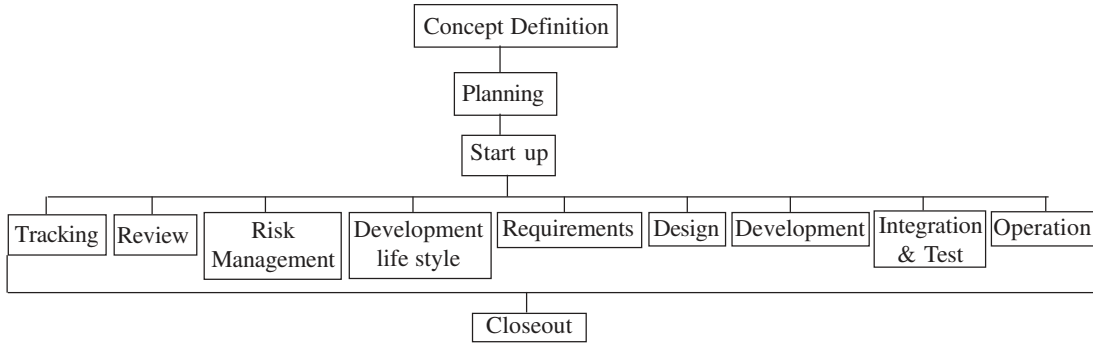 Concept Definition
Planning
Start up
Tracking
Review
Risk
Management
Development
life style
Requirements
Design
Development
Integration
& Test
Operation
Closeout